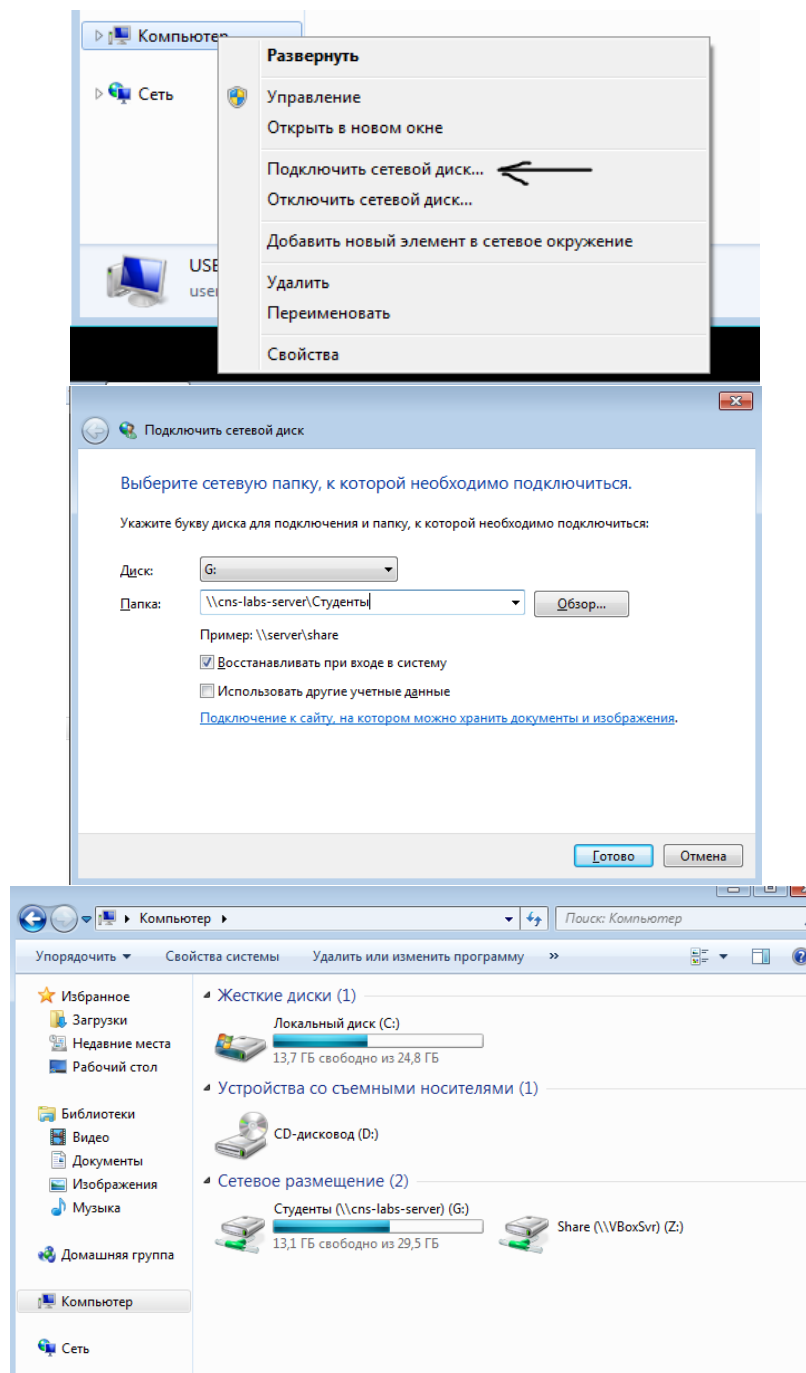 Компьютер
Развернуть
Сеть
Управление
Открыть в новом окне
Подключить сетевой диск...
Отключить сетевой диск...
Добавить новый элемент в сетевое окружение
USE
user
Удалить
Переименовать
Свойства
Подключить сетевой диск
Выберите сетевую папку, к которой необходимо подключиться.
Укажите букву диска для подключения и папку, к которой необходимо подключиться:
Диск: G:
Папка: \\cns-labs-server\Студенты Обзор...
Пример: \\server\share
Восстанавливать при входе в систему
Использовать другие учетные данные
Подключение к сайту, на котором можно хранить документы и изображения.
Готово Отмена
Компьютер Поиск: Компьютер
Упорядочить Свойства системы Удалить или изменить программу »
Избранное
Загрузки
Недавние места
Рабочий стол
Библиотеки
Видео
Документы
Изображения
Музыка
Домашняя группа
Компьютер
Сеть
Жесткие диски (1)
Локальный диск (C:)
13,7 ГБ свободно из 24,8 ГБ
Устройства со съемными носителями (1)
CD-дисковод (D:)
Сетевое размещение (2)
Студенты (\\cns-labs-server) (G:)
13,1 ГБ свободно из 29,5 ГБ
Share (\\VBoxSvr) (Z:)